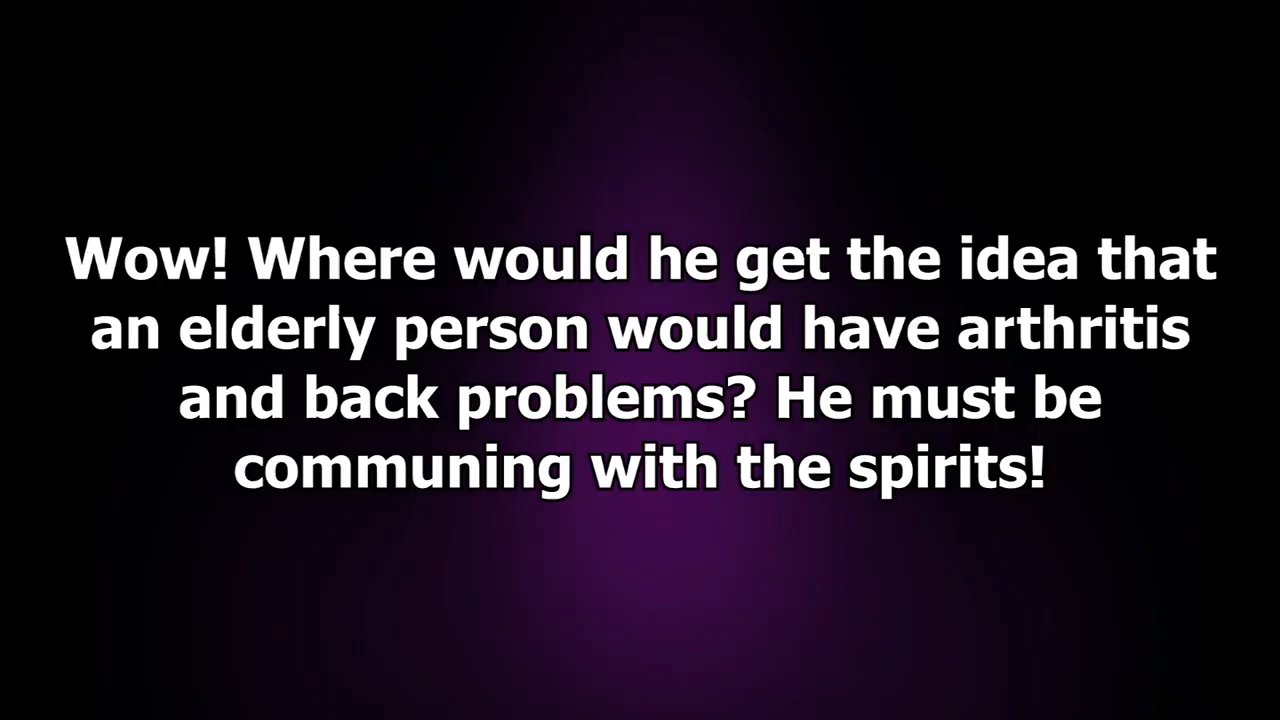 Wow! Where would he get the idea that
an elderly person would have arthritis
and back problems? He must be
communing with the spirits!